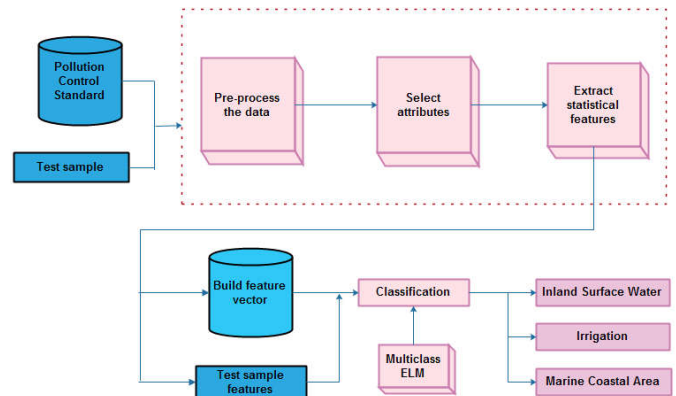 Pollution
Control
Standard
Test sample
Pre-process
the data
Select
attributes
Extract
statistical
features
Build feature
vector
Test sample
features
Classification
Multiclass
ELM
Inland Surface Water
Irrigation
Marine Coastal Area